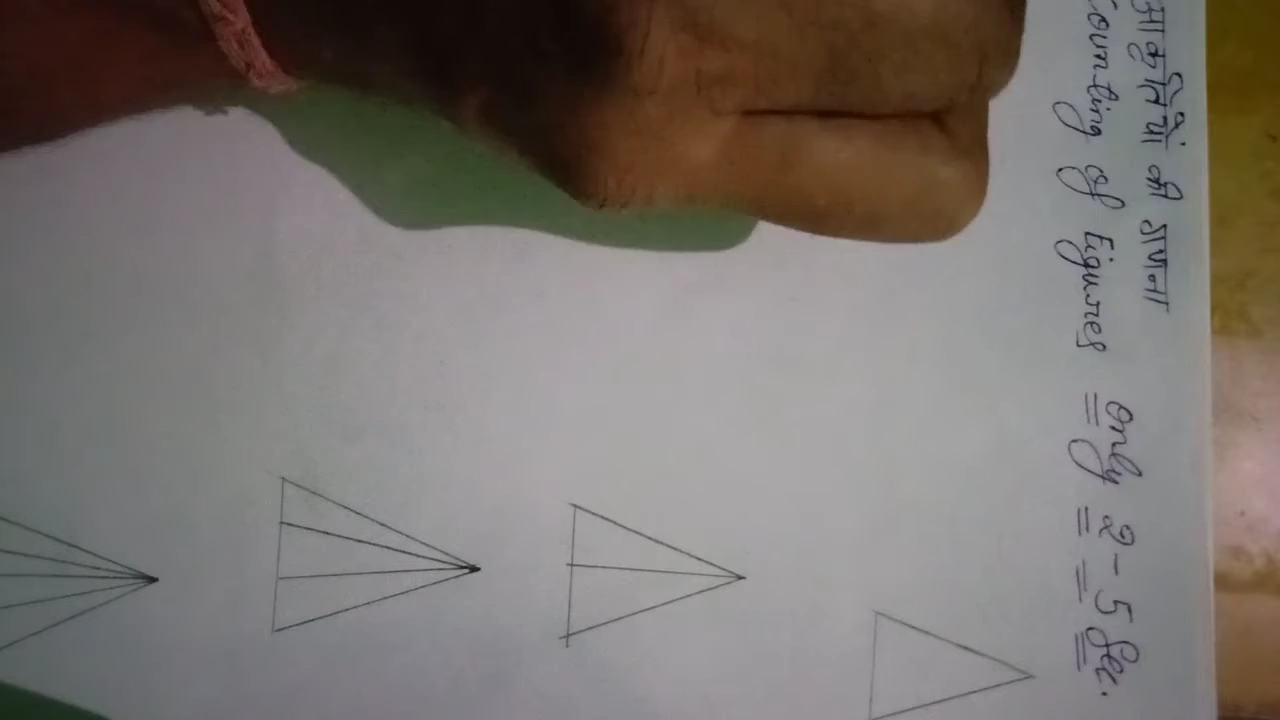 आकृतियों की गणना
Counting of Figures only 2-5 Sec.